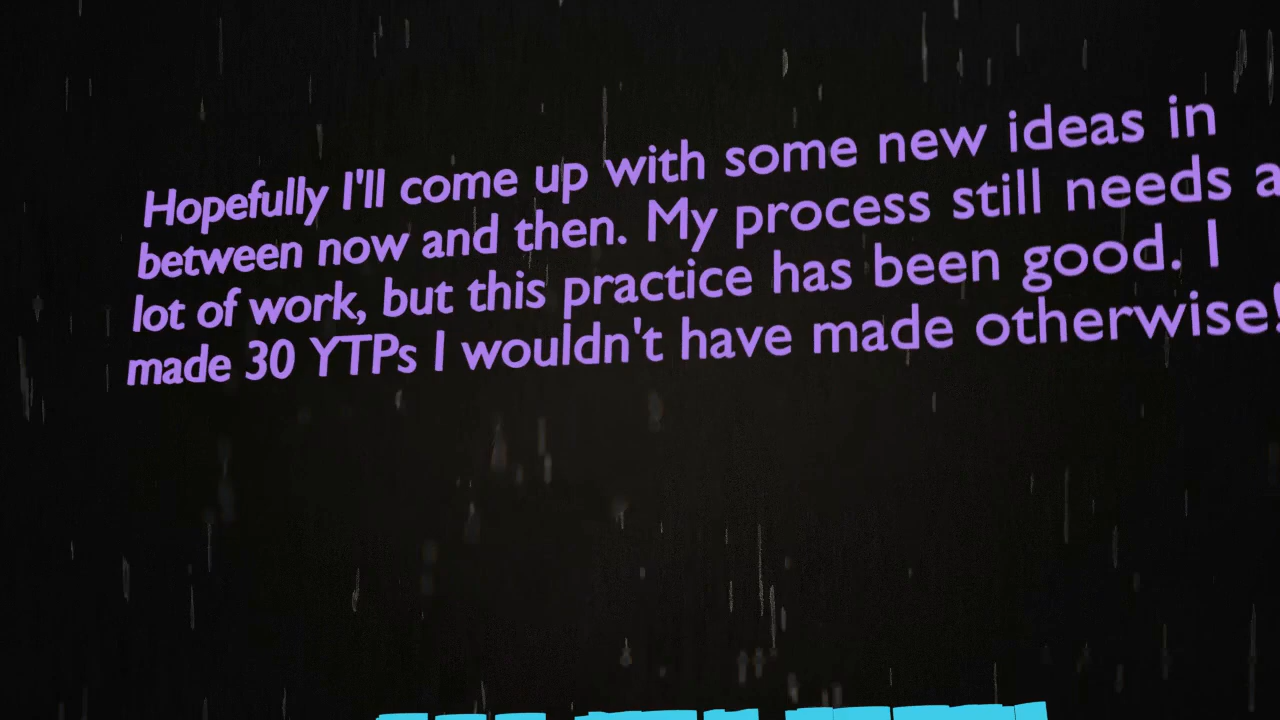 Hopefully I'll come up with some new ideas in
between now and then. My process still needs a
lot of work, but this practice has been good. I
made 30 YTPs I wouldn't have made otherwise!